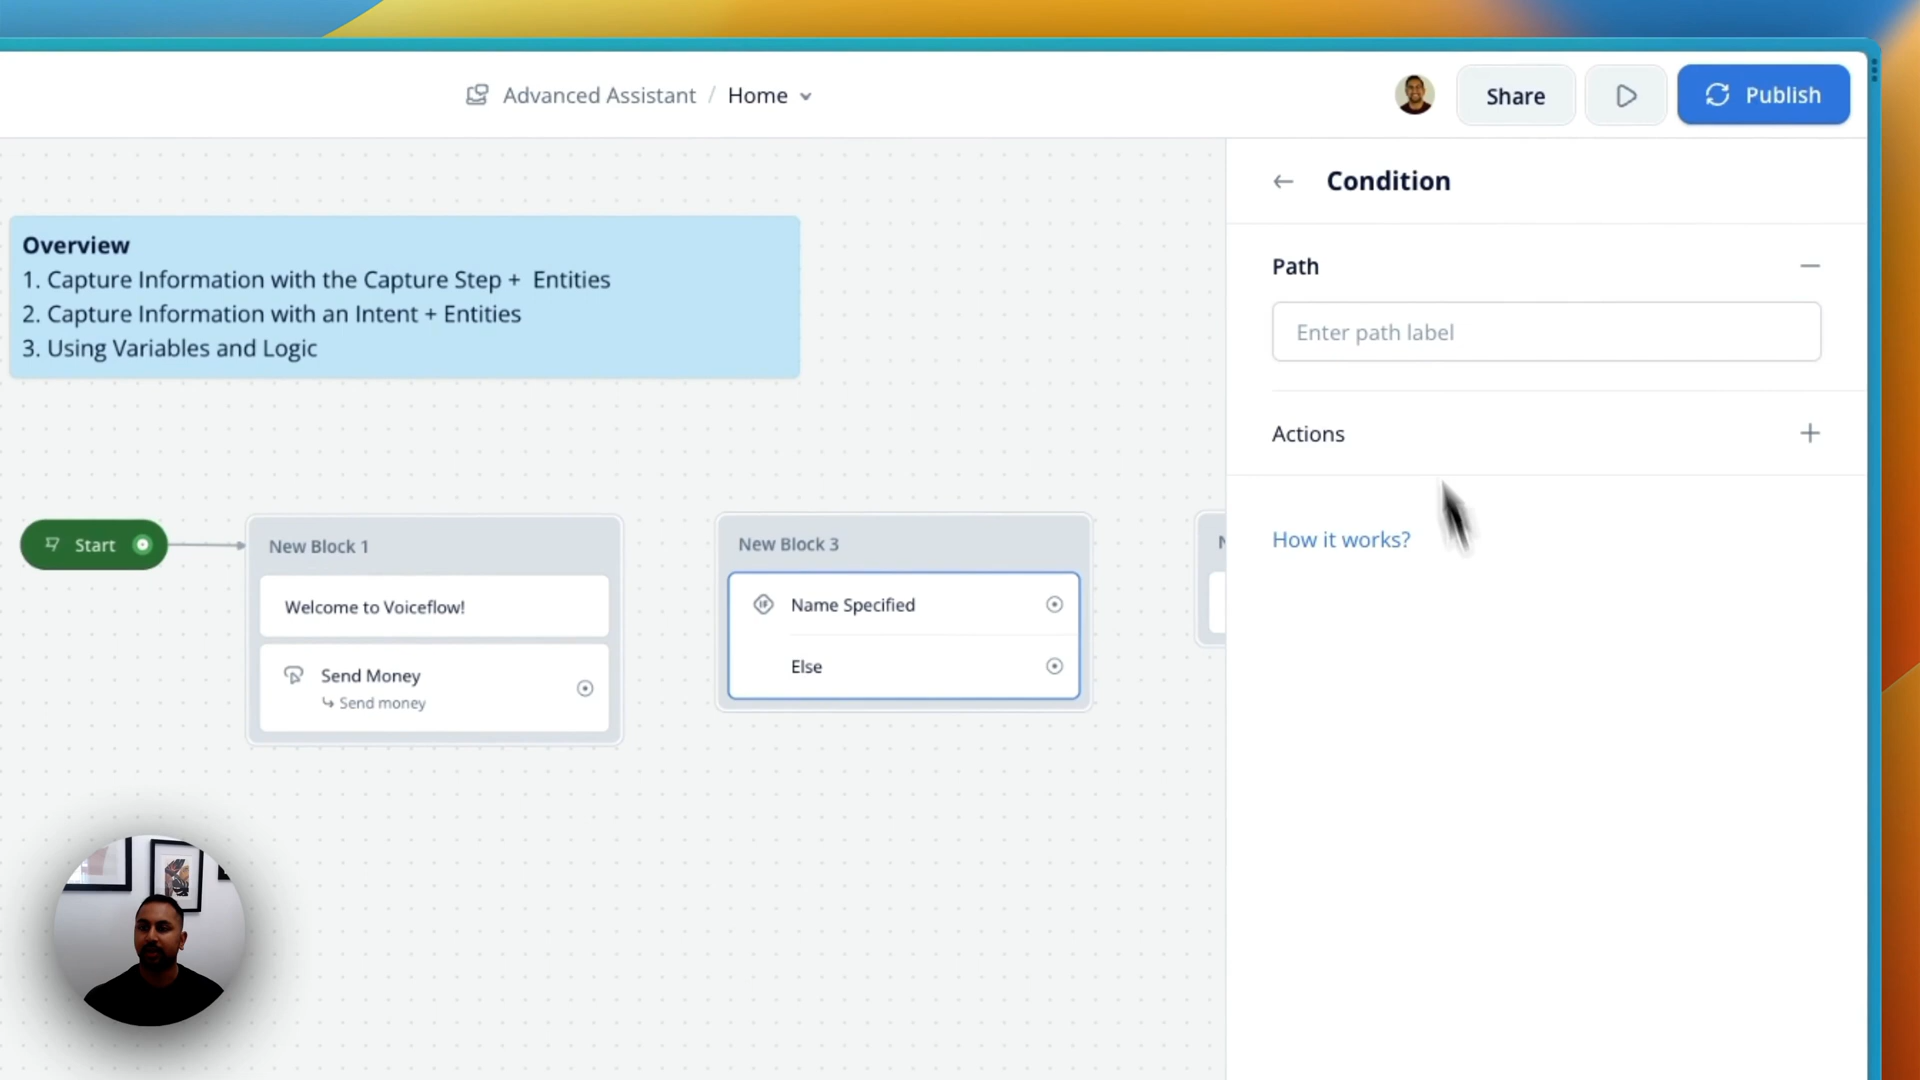 Advanced Assistant / Home
Share
Publish
Condition
Path
Enter path label
Actions
How it works?
Overview
1. Capture Information with the Capture Step + Entities
2. Capture Information with an Intent + Entities
3. Using Variables and Logic
Start
New Block 1
Welcome to Voiceflow!
Send Money
Send money
New Block 3
IF
Name Specified
Else